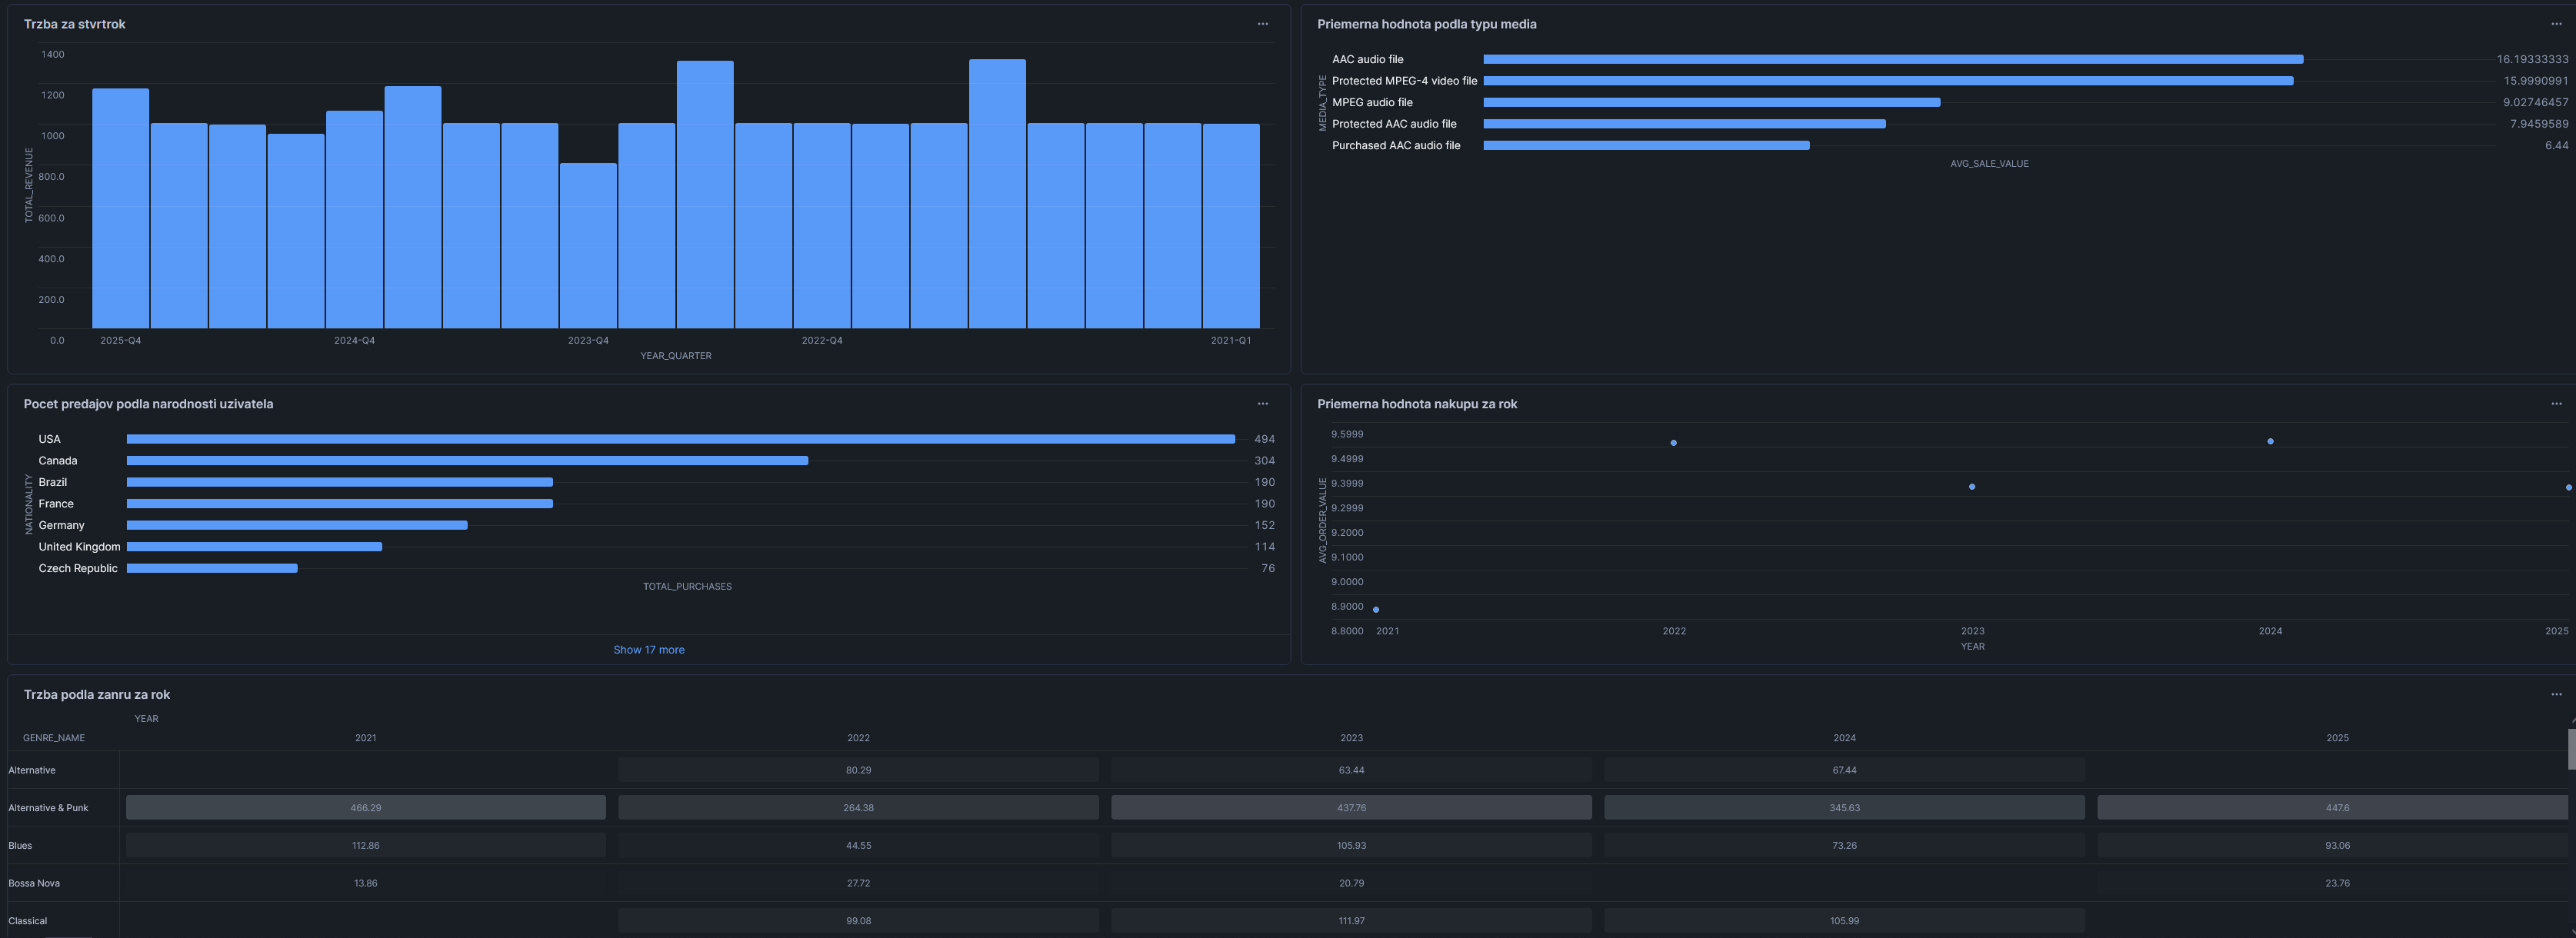 Trzba za stvrtrok
...
TOTAL_REVENUE
1400
1200
1000
800.0
600.0
400.0
200.0
0.0
2025-Q4 2024-Q4 2023-Q4 2022-Q4 2021-Q1
YEAR_QUARTER
Priemerna hodnota podla typu media
...
MEDIA_TYPE
AAC audio file 16.19333333
Protected MPEG-4 video file 15.9990991
MPEG audio file 9.02746457
Protected AAC audio file 7.9459589
Purchased AAC audio file 6.44
AVG_SALE_VALUE
Pocet predajov podla narodnosti uzivatela
...
NATIONALITY
USA 494
Canada 304
Brazil 190
France 190
Germany 152
United Kingdom 114
Czech Republic 76
TOTAL_PURCHASES
Show 17 more
Priemerna hodnota nakupu za rok
...
AVG_ORDER_VALUE
9.5999
9.4999
9.3999
9.2999
9.2000
9.1000
9.0000
8.9000
8.8000
2021 2022 2023 2024 2025
YEAR
Trzba podla zanru za rok
...
YEAR
GENRE_NAME 2021 2022 2023 2024 2025
Alternative 80.29 63.44 67.44
Alternative & Punk 466.29 264.38 437.76 345.63 447.6
Blues 112.86 44.55 105.93 73.26 93.06
Bossa Nova 13.86 27.72 20.79 23.76
Classical 99.08 111.97 105.99